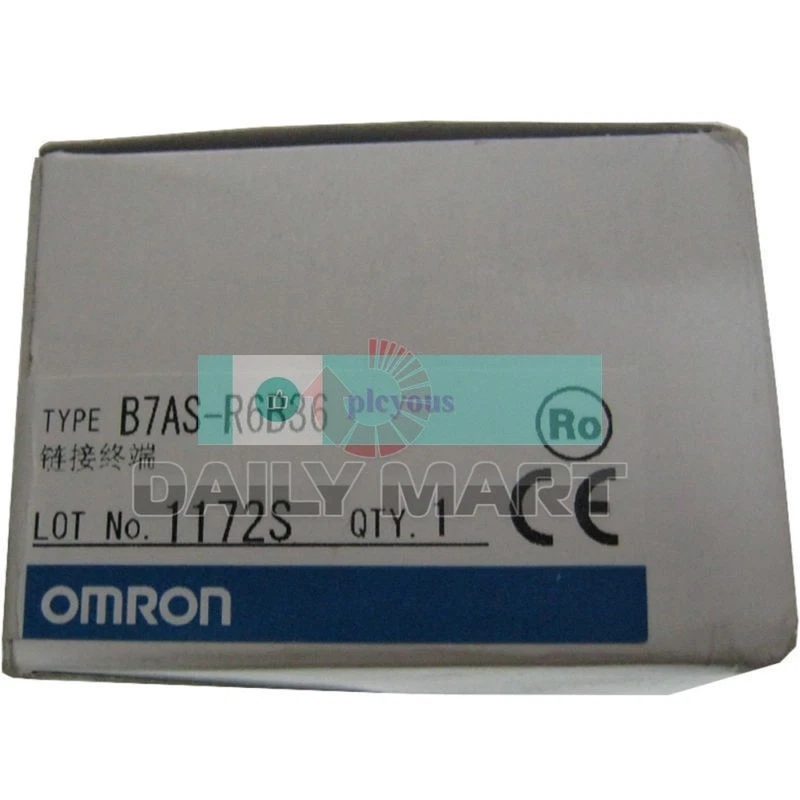 TYPE B7AS-R6B36
链接终端
LOT No. 1172S QTY. 1
Ro
CE
OMRON
plcyous
DAILY MART